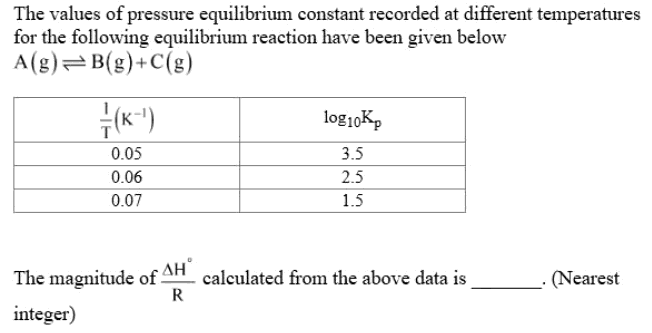 The values of pressure equilibrium constant recorded at different temperatures
for the following equilibrium reaction have been given below
A(g)⇌B(g)+C(g)
1/T (K⁻¹) log₁₀Kₚ
0.05 3.5
0.06 2.5
0.07 1.5
The magnitude of ΔH°/R calculated from the above data is ______. (Nearest
integer)